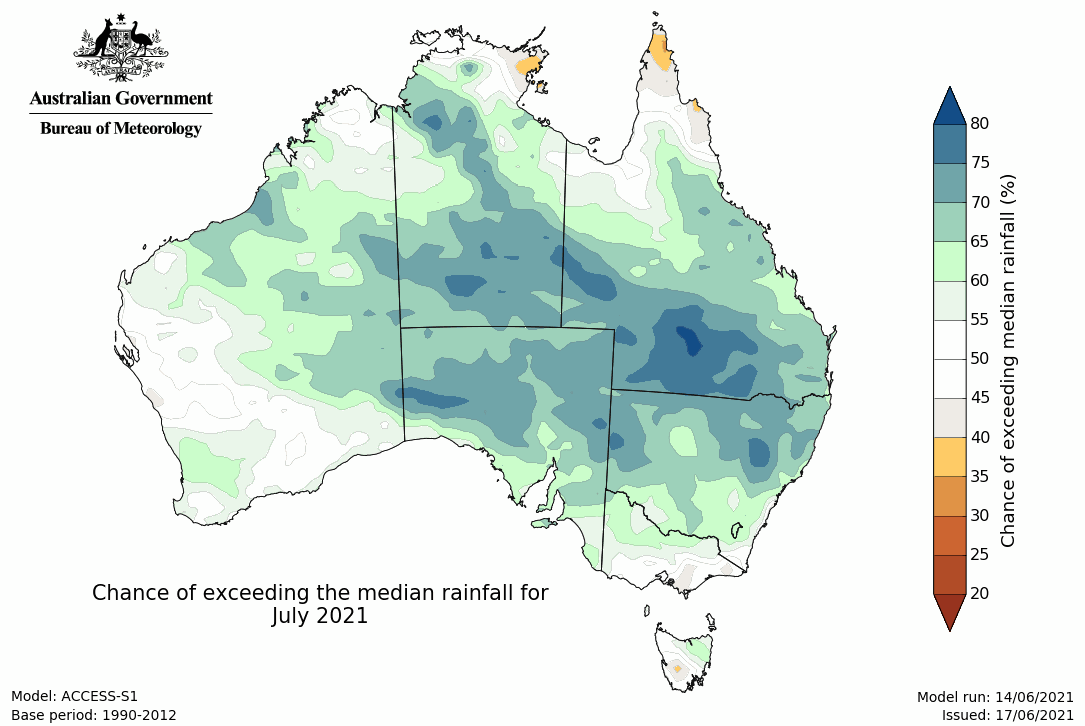 Australian Government
Bureau of Meteorology
80
75
70
65
60
55
50
45
40
35
30
25
20
Chance of exceeding median rainfall (%)
Chance of exceeding the median rainfall for
July 2021
Model: ACCESS-S1
Base period: 1990-2012
Model run: 14/06/2021
Issued: 17/06/2021